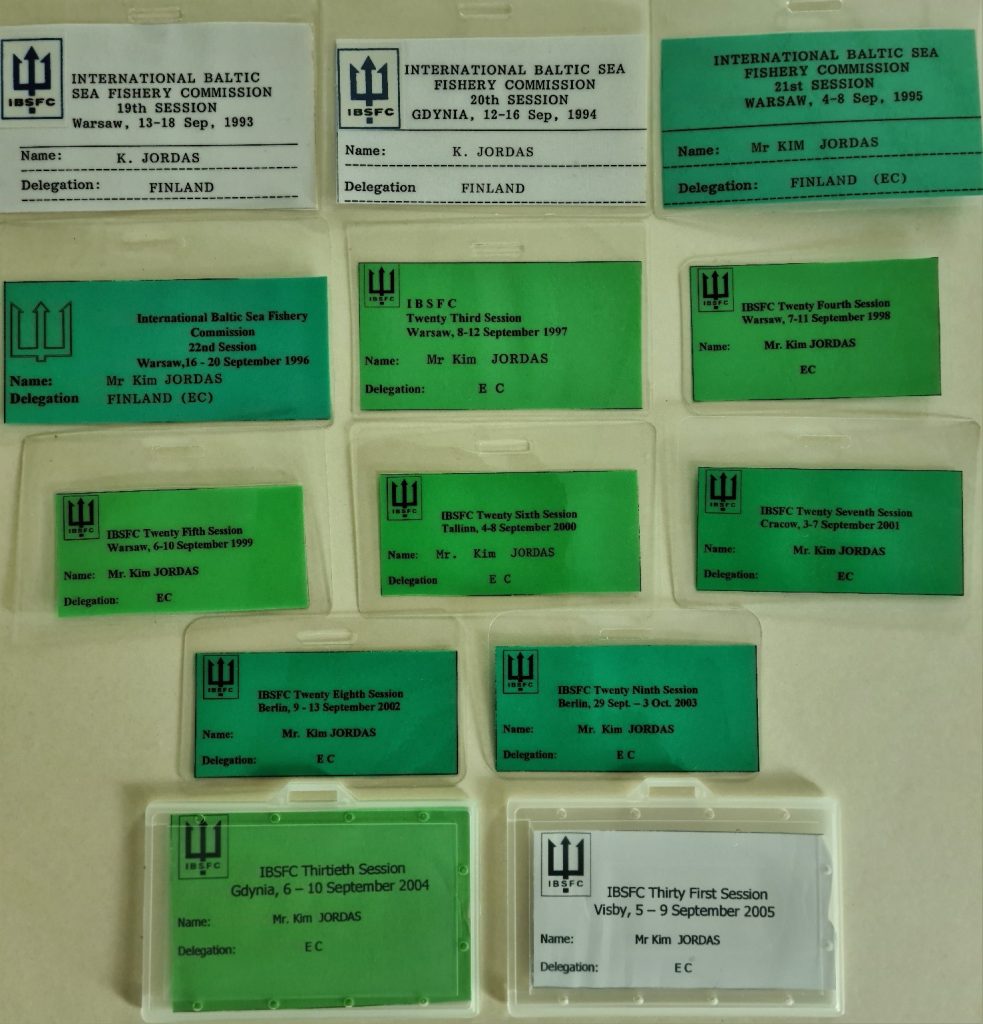 IBSFC
INTERNATIONAL BALTIC
SEA FISHERY COMMISSION
19th SESSION
Warsaw, 13-18 Sep, 1993
Name: K. JORDAS
Delegation: FINLAND
IBSFC
INTERNATIONAL BALTIC SEA
FISHERY COMMISSION
20th SESSION
GDYNIA, 12-16 Sep, 1994
Name: K. JORDAS
Delegation FINLAND
INTERNATIONAL BALTIC SEA
FISHERY COMMISSION
21st SESSION
WARSAW, 4-8 Sep, 1995
Name: Mr KIM JORDAS
Delegation: FINLAND (EC)
International Baltic Sea Fishery
Commission
22nd Session
Warsaw,16 - 20 September 1996
Name: Mr Kim JORDAS
Delegation FINLAND (EC)
IBSFC
I B S F C
Twenty Third Session
Warsaw, 8-12 September 1997
Name: Mr Kim JORDAS
Delegation: E C
IBSFC
IBSFC Twenty Fourth Session
Warsaw, 7-11 September 1998
Name: Mr. Kim JORDAS
EC
IBSFC
IBSFC Twenty Fifth Session
Warsaw, 6-10 September 1999
Name: Mr. Kim JORDAS
Delegation: EC
IBSFC
IBSFC Twenty Sixth Session
Tallinn, 4-8 September 2000
Name: Mr. Kim JORDAS
Delegation E C
IBSFC
IBSFC Twenty Seventh Session
Cracow, 3-7 September 2001
Name: Mr. Kim JORDAS
Delegation: EC
IBSFC
IBSFC Twenty Eighth Session
Berlin, 9 - 13 September 2002
Name: Mr. Kim JORDAS
Delegation: E C
IBSFC
IBSFC Twenty Ninth Session
Berlin, 29 Sept. – 3 Oct. 2003
Name: Mr. Kim JORDAS
Delegation: E C
IBSFC
IBSFC Thirtieth Session
Gdynia, 6 – 10 September 2004
Name: Mr. Kim JORDAS
Delegation: E C
IBSFC
IBSFC Thirty First Session
Visby, 5 – 9 September 2005
Name: Mr Kim JORDAS
Delegation: E C